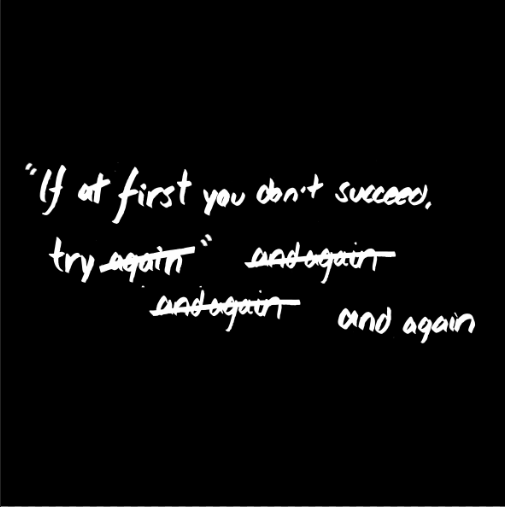 "If at first you don't succeed,
try again" and again
and again and again